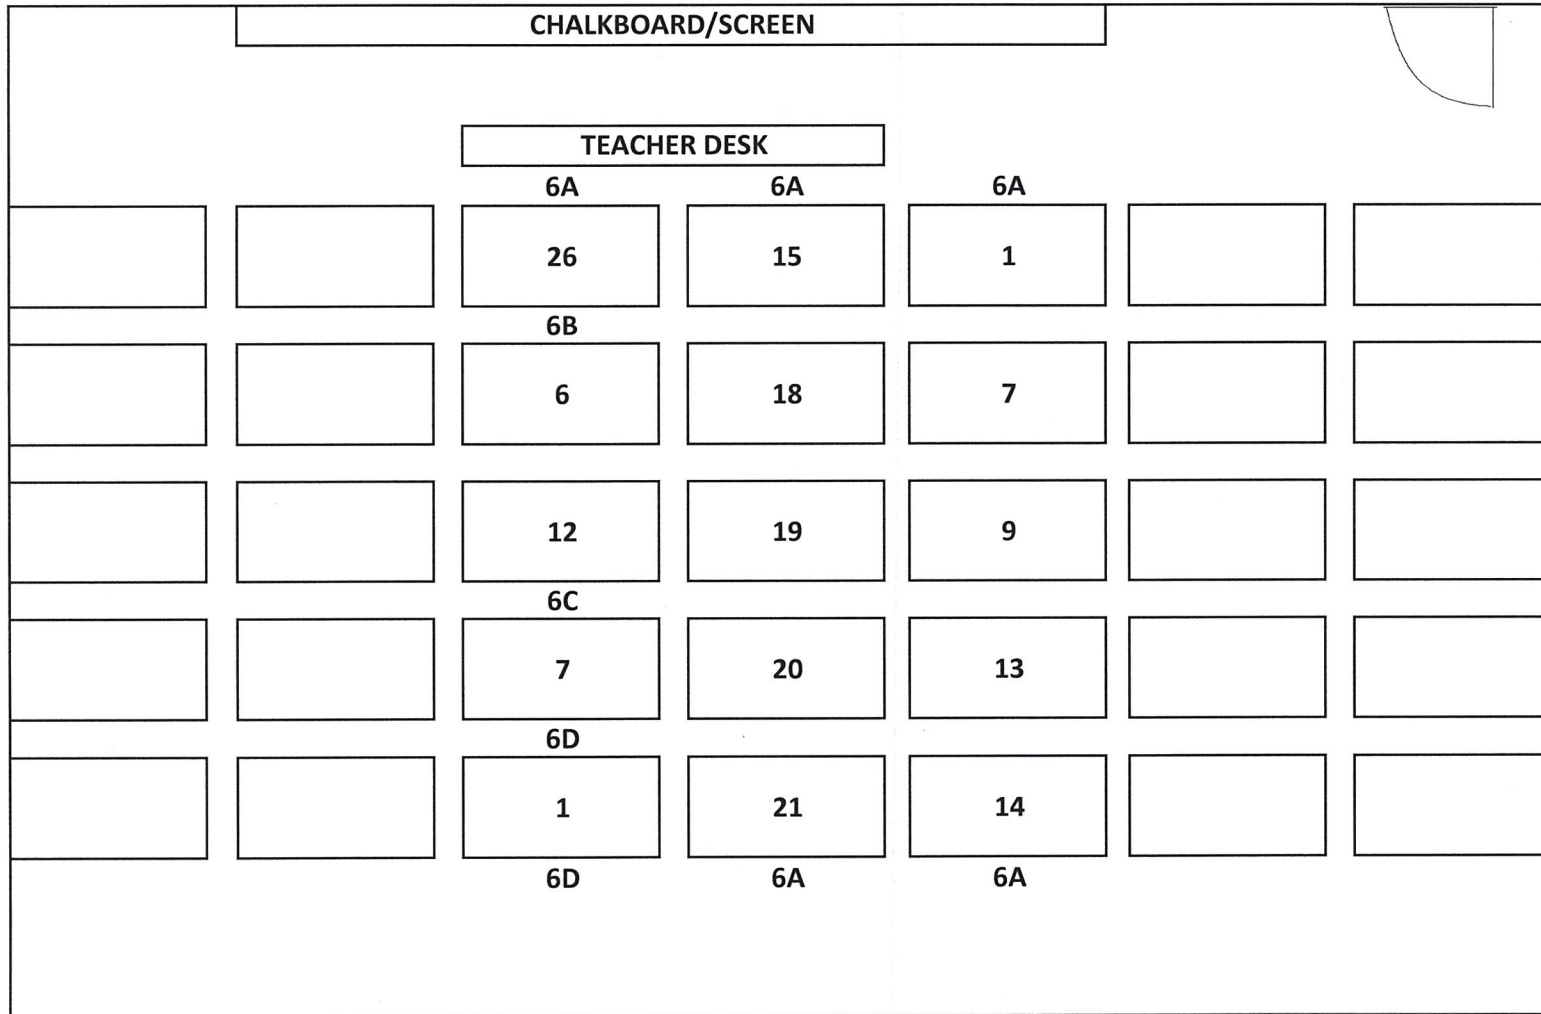 CHALKBOARD/SCREEN
TEACHER DESK
6A 6A 6A
26 15 1
6B
6 18 7
12 19 9
6C
7 20 13
6D
1 21 14
6D 6A 6A